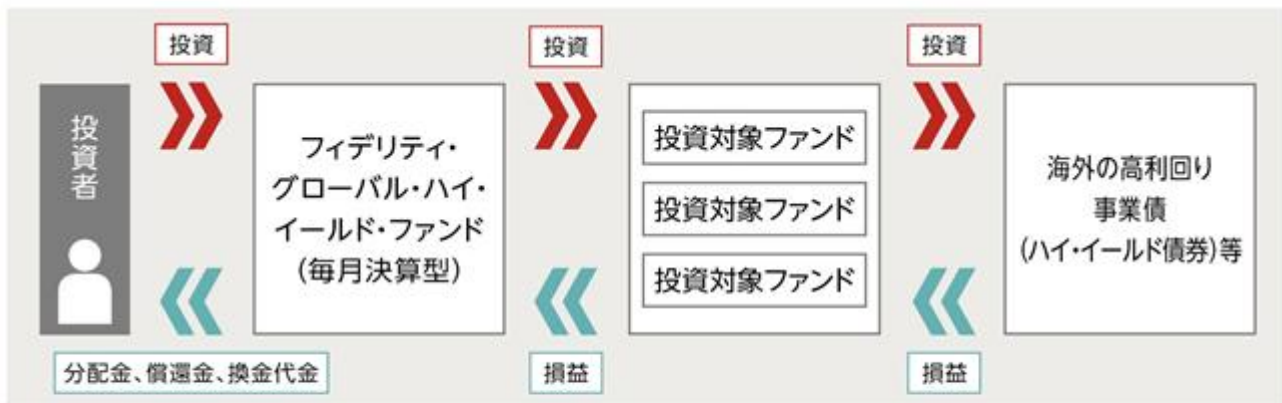 投資
投資
投資
投資者
フィデリティ・
グローバル・ハイ・
イールド・ファンド
(毎月決算型)
投資対象ファンド
投資対象ファンド
投資対象ファンド
海外の高利回り
事業債
(ハイ・イールド債券)等
分配金、償還金、換金代金
損益
損益